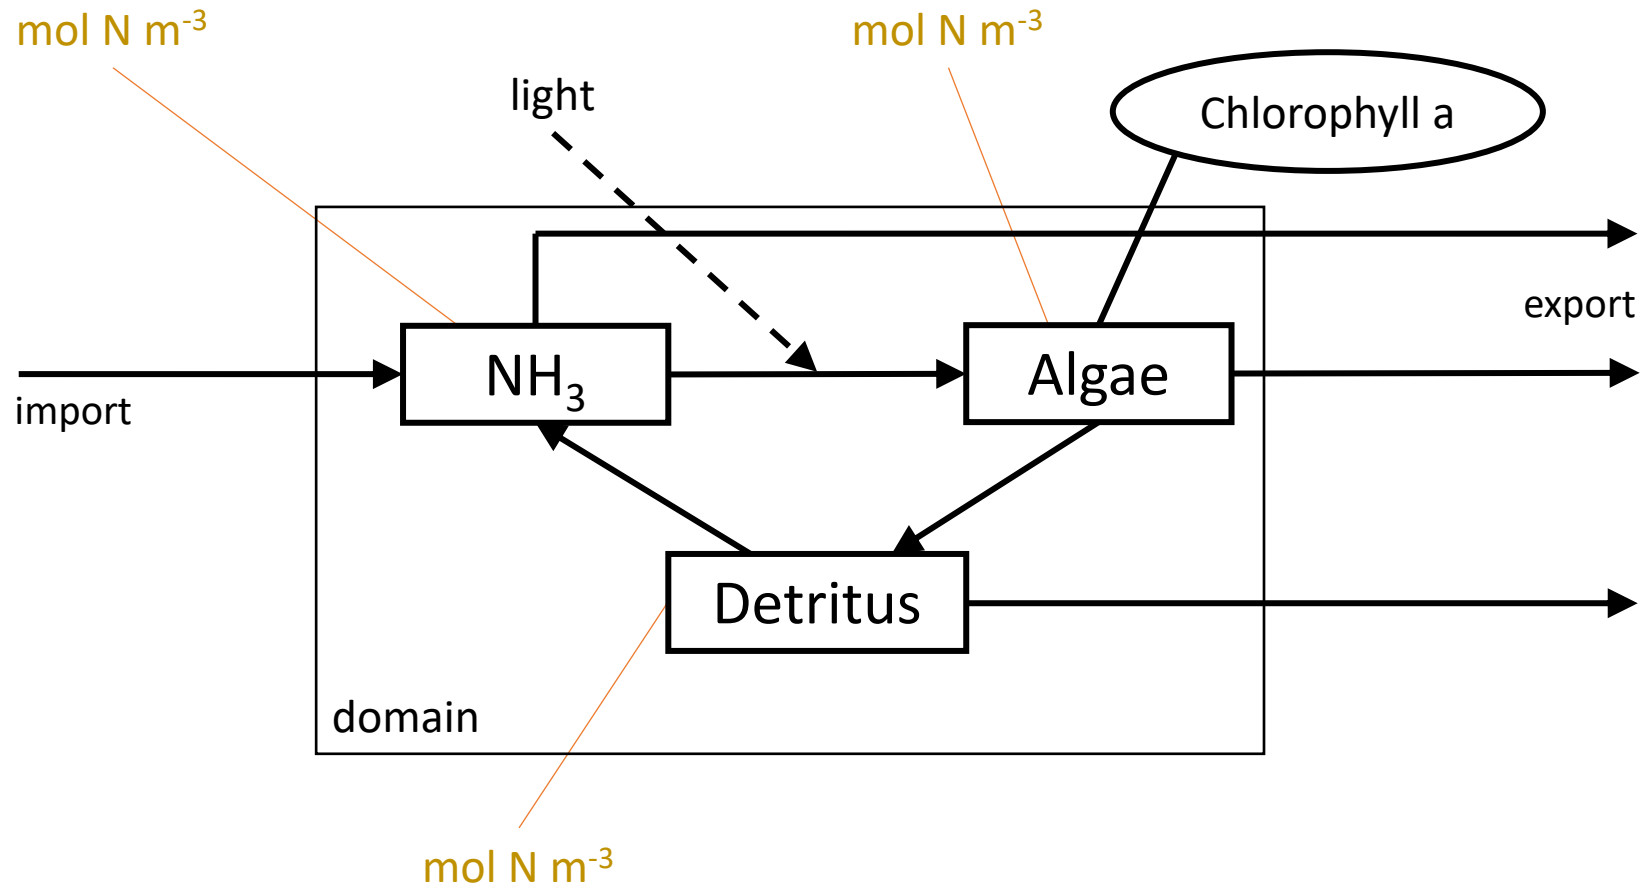 mol N m⁻³
mol N m⁻³
light
Chlorophyll a
export
NH₃
Algae
import
Detritus
domain
mol N m⁻³